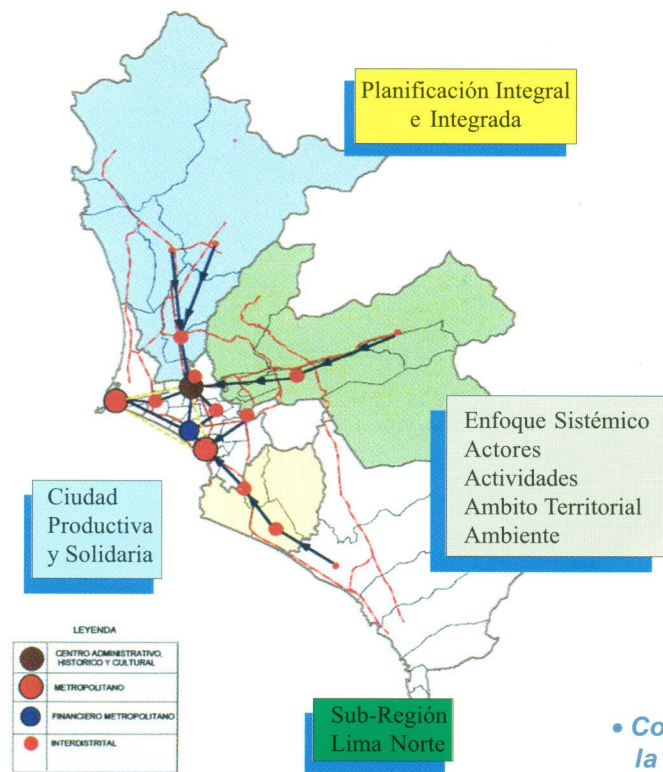 Planificación Integral
e Integrada
Enfoque Sistémico
Actores
Actividades
Ambito Territorial
Ambiente
Ciudad
Productiva
y Solidaria
LEYENDA
CENTRO ADMINISTRATIVO,
HISTORICO Y CULTURAL
METROPOLITANO
FINANCIERO METROPOLITANO
INTERDISTRITAL
Sub-Región
Lima Norte
• Co
la